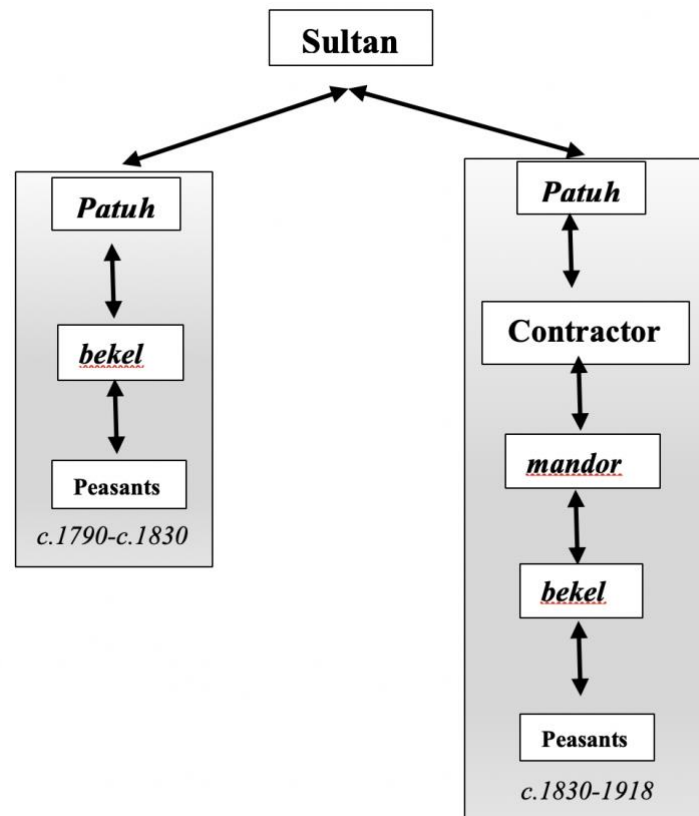 Sultan
Patuh
bekel
Peasants
c.1790-c.1830
Patuh
Contractor
mandor
bekel
Peasants
c.1830-1918